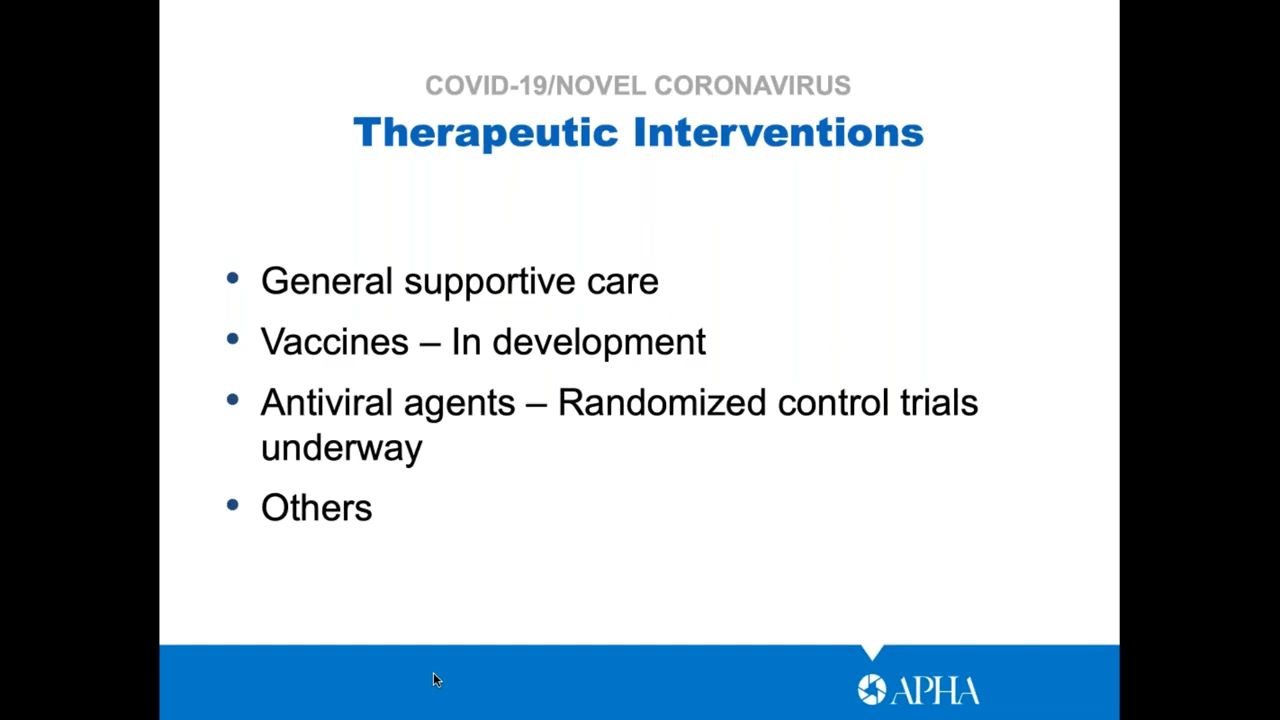 COVID-19/NOVEL CORONAVIRUS
Therapeutic Interventions
• General supportive care
• Vaccines – In development
• Antiviral agents – Randomized control trials
underway
• Others
APHA